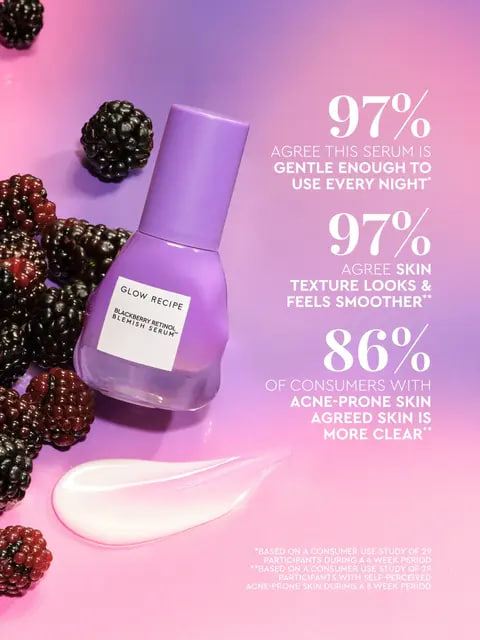 GLOW RECIPE
BLACKBERRY RETINOL
BLEMISH SERUM™
97%
AGREE THIS SERUM IS
GENTLE ENOUGH TO
USE EVERY NIGHT*
97%
AGREE SKIN
TEXTURE LOOKS &
FEELS SMOOTHER**
86%
OF CONSUMERS WITH
ACNE-PRONE SKIN
AGREED SKIN IS
MORE CLEAR**
*BASED ON A CONSUMER USE STUDY OF 29
PARTICIPANTS DURING A 6 WEEK PERIOD
**BASED ON A CONSUMER USE STUDY OF 29
PARTICIPANTS WITH SELF-PERCEIVED
ACNE-PRONE SKIN DURING A 8 WEEK PERIOD